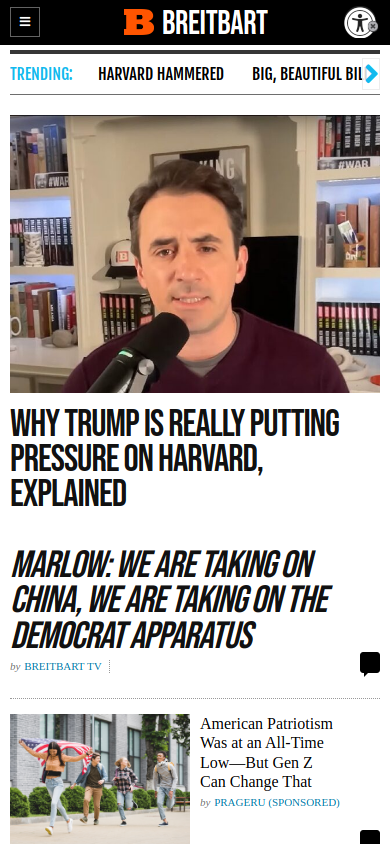 BREITBART
TRENDING:
HARVARD HAMMERED
BIG, BEAUTIFUL BIL
#WAR
#WAR
WHY TRUMP IS REALLY PUTTING
PRESSURE ON HARVARD,
EXPLAINED
MARLOW: WE ARE TAKING ON
CHINA, WE ARE TAKING ON THE
DEMOCRAT APPARATUS
by BREITBART TV
American Patriotism
Was at an All-Time
Low—But Gen Z
Can Change That
by PRAGERU (SPONSORED)